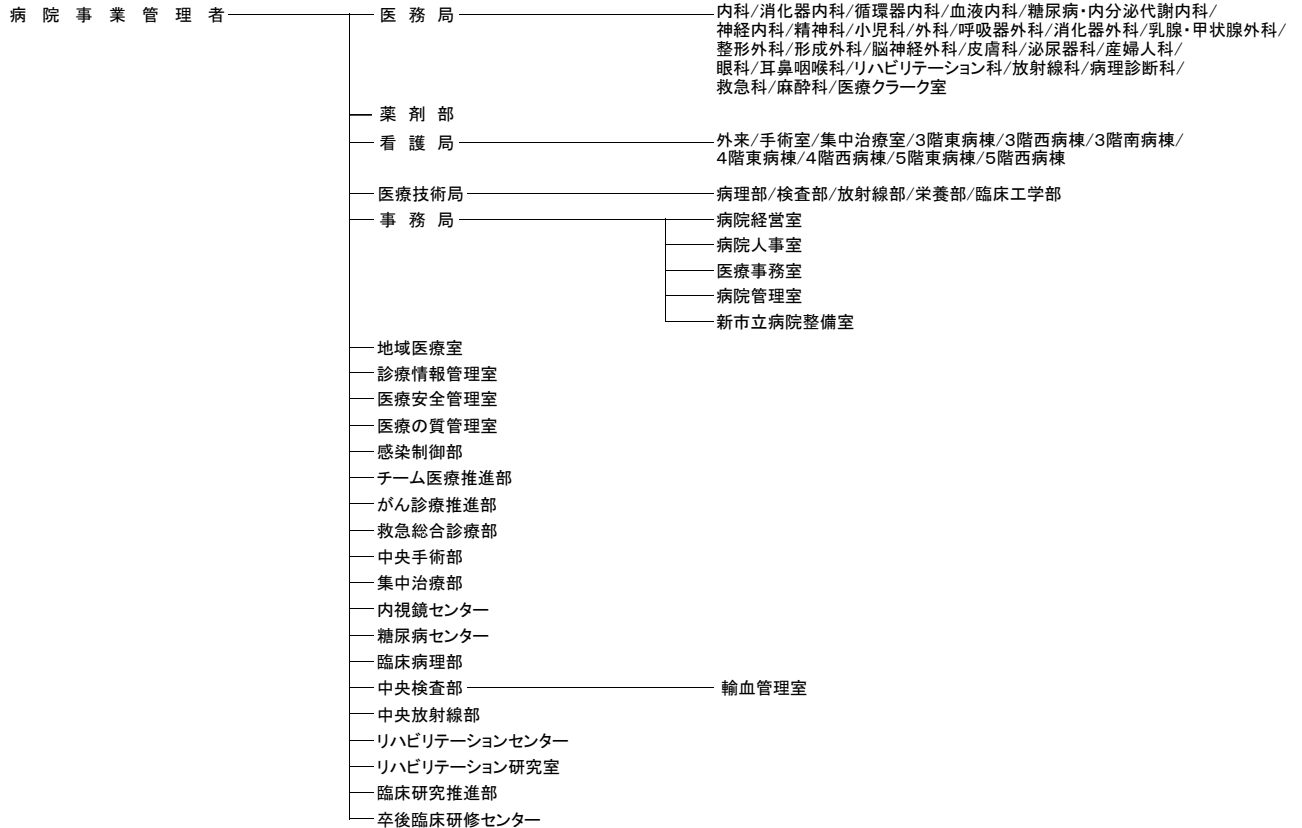 病院事業管理者
医務局
内科/消化器内科/循環器内科/血液内科/糖尿病・内分泌代謝内科/
神経内科/精神科/小児科/外科/呼吸器外科/消化器外科/乳腺・甲状腺外科/
整形外科/形成外科/脳神経外科/皮膚科/泌尿器科/産婦人科/
眼科/耳鼻咽喉科/リハビリテーション科/放射線科/病理診断科/
救急科/麻酔科/医療クラーク室
薬剤部
看護局
外来/手術室/集中治療室/3階東病棟/3階西病棟/3階南病棟/
4階東病棟/4階西病棟/5階東病棟/5階西病棟
医療技術局
病理部/検査部/放射線部/栄養部/臨床工学部
事務局
病院経営室
病院人事室
医療事務室
病院管理室
新市立病院整備室
地域医療室
診療情報管理室
医療安全管理室
医療の質管理室
感染制御部
チーム医療推進部
がん診療推進部
救急総合診療部
中央手術部
集中治療部
内視鏡センター
糖尿病センター
臨床病理部
中央検査部
輸血管理室
中央放射線部
リハビリテーションセンター
リハビリテーション研究室
臨床研究推進部
卒後臨床研修センター